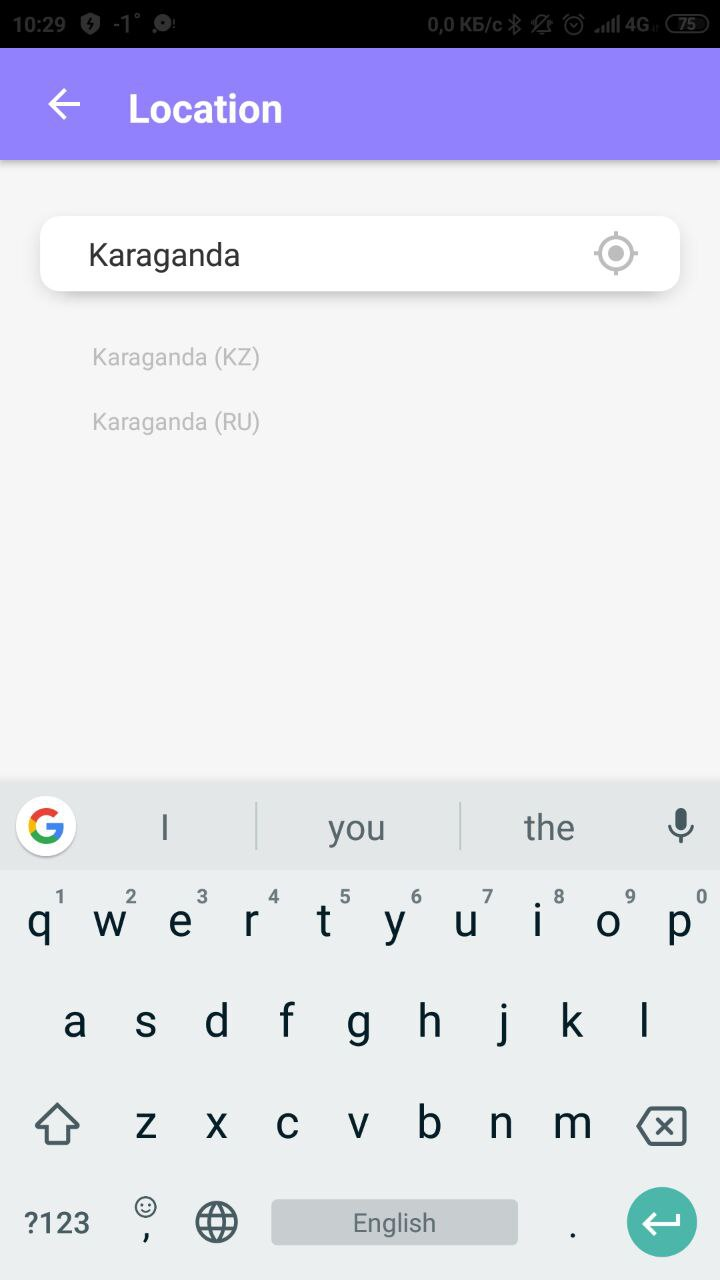 10:29 -1° 0,0 КБ/с 4G 75
Location
Karaganda
Karaganda (KZ)
Karaganda (RU)
I you the
1 2 3 4 5 6 7 8 9 0
q w e r t y u i o p
a s d f g h j k l
z x c v b n m
?123 , English .